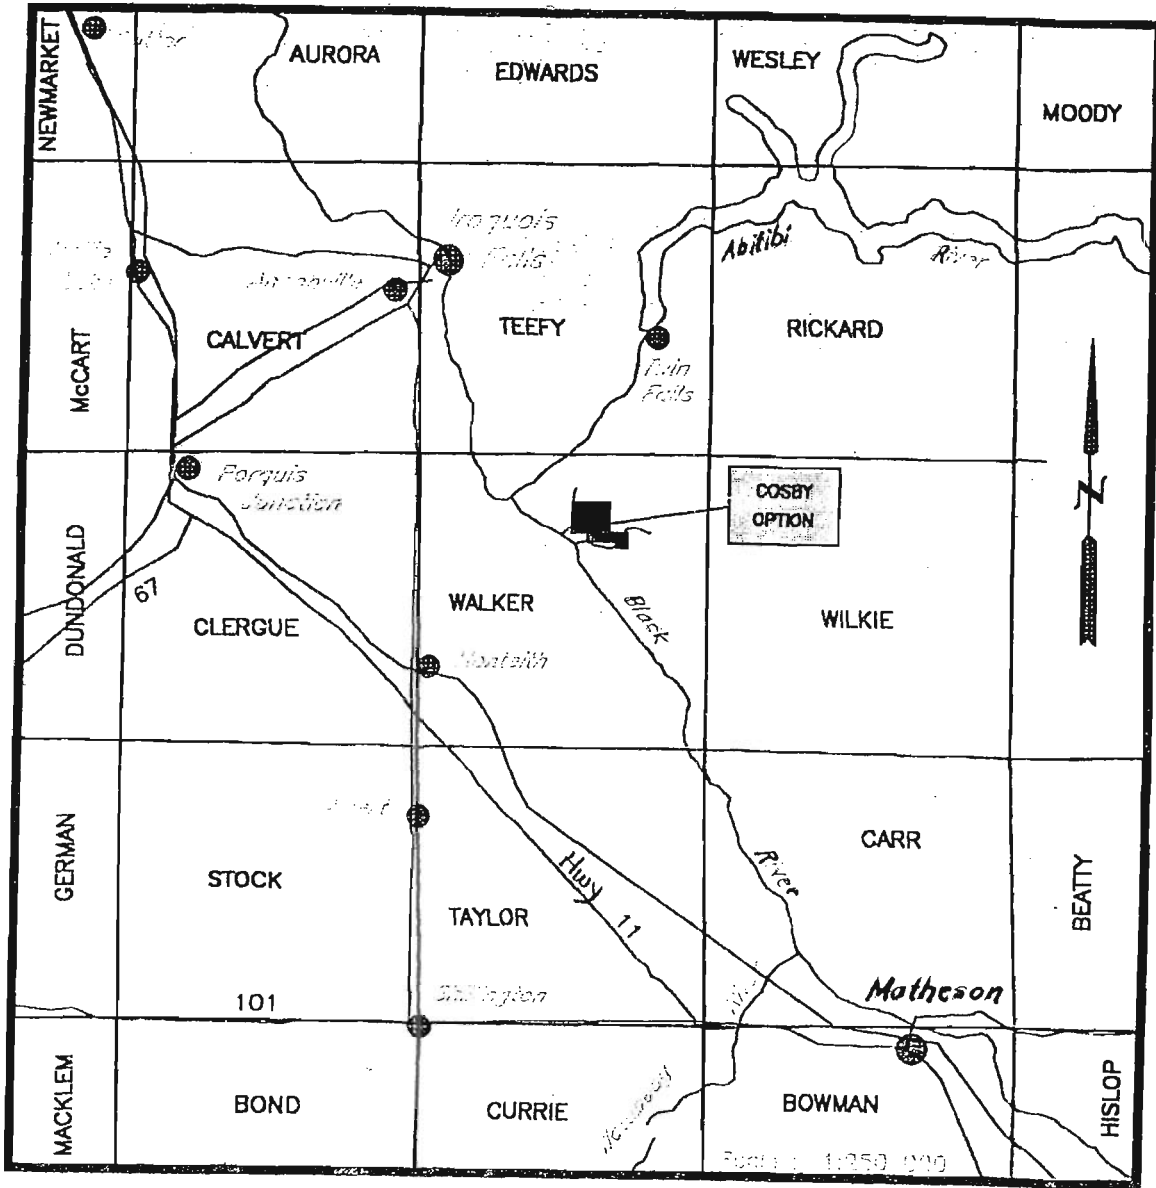 NEWMARKET
AURORA
EDWARDS
WESLEY
MOODY
Iroquois
Falls
Abitibi
River
McCART
CALVERT
TEEFY
RICKARD
Twin
Falls
Porquis
Junction
COSBY
OPTION
DUNDONALD
67
CLERGUE
WALKER
Black
WILKIE
Monteith
GERMAN
STOCK
TAYLOR
Hwy
11
River
CARR
BEATTY
101
Shillington
Matheson
MACKLEM
BOND
CURRIE
BOWMAN
HISLOP